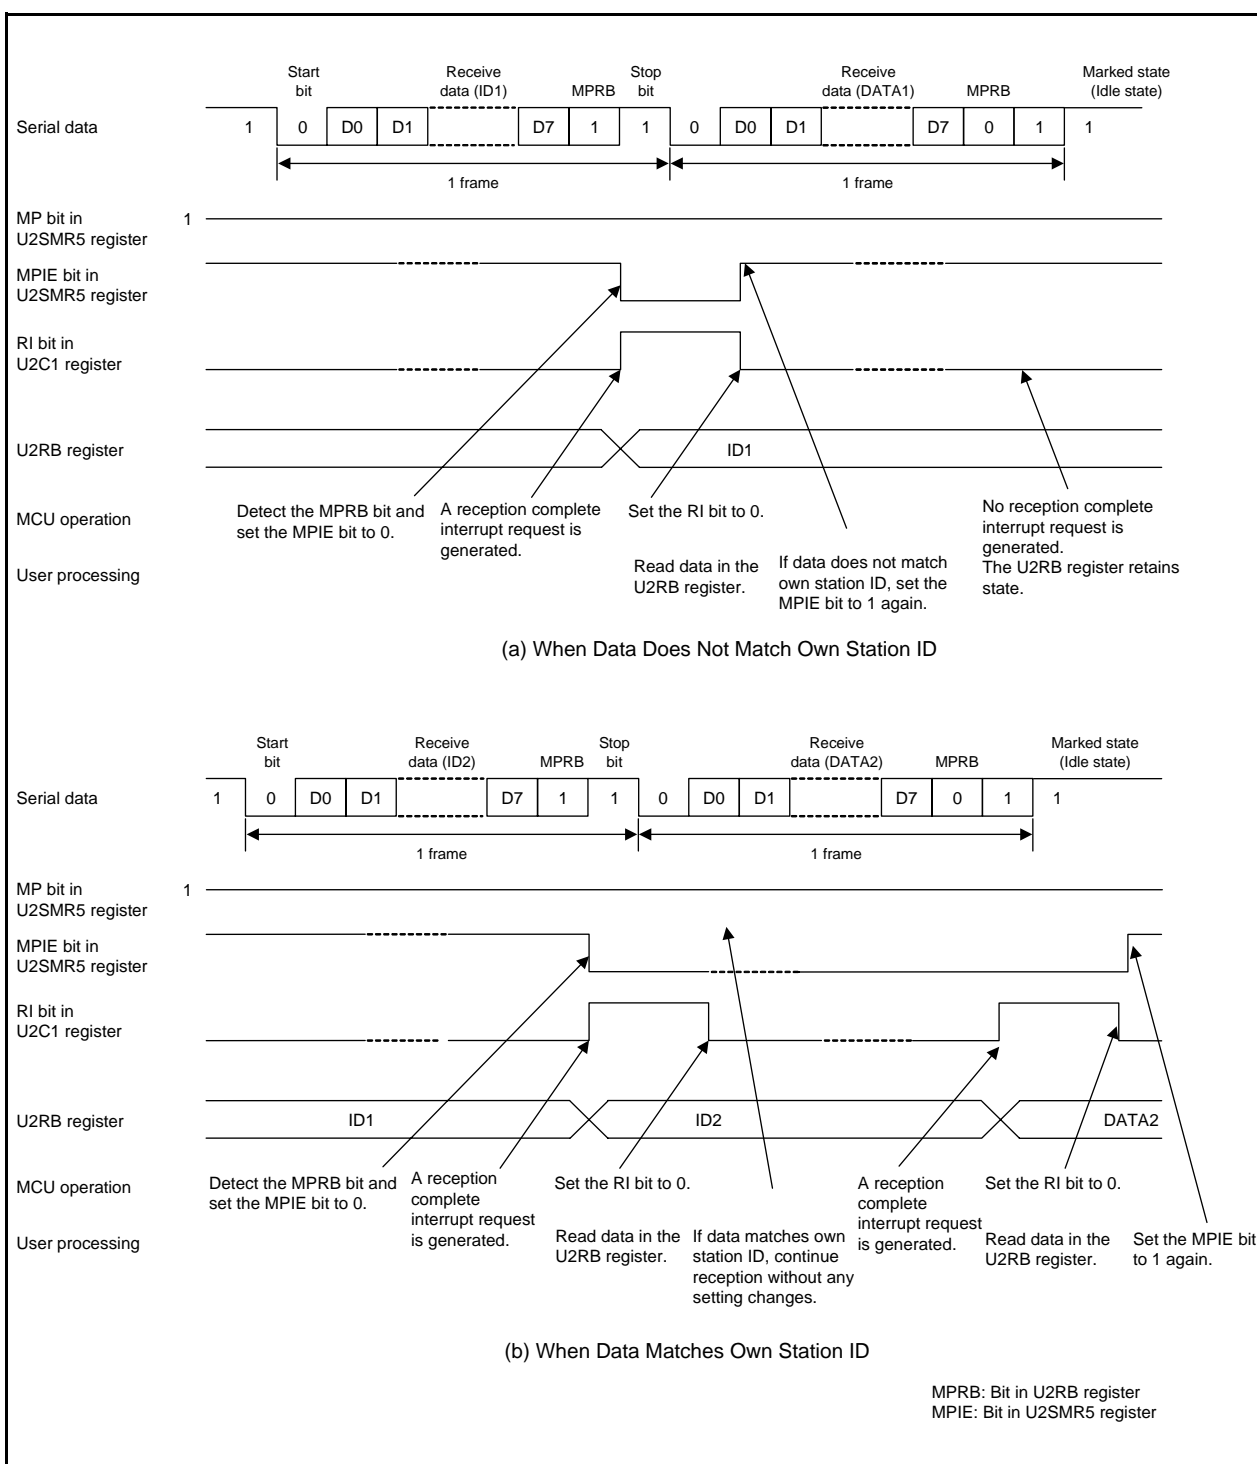 Start
bit
Receive
data (ID1)
MPRB
Stop
bit
Receive
data (DATA1)
MPRB
Marked state
(Idle state)
Serial data
1 0 D0 D1 D7 1 1 0 D0 D1 D7 0 1 1
1 frame
1 frame
MP bit in
U2SMR5 register
1
MPIE bit in
U2SMR5 register
RI bit in
U2C1 register
U2RB register
ID1
MCU operation
Detect the MPRB bit and
set the MPIE bit to 0.
A reception complete
interrupt request is
generated.
Set the RI bit to 0.
No reception complete
interrupt request is
generated.
The U2RB register retains
state.
User processing
Read data in the
U2RB register.
If data does not match
own station ID, set the
MPIE bit to 1 again.
(a) When Data Does Not Match Own Station ID
Start
bit
Receive
data (ID2)
MPRB
Stop
bit
Receive
data (DATA2)
MPRB
Marked state
(Idle state)
Serial data
1 0 D0 D1 D7 1 1 0 D0 D1 D7 0 1 1
1 frame
1 frame
MP bit in
U2SMR5 register
1
MPIE bit in
U2SMR5 register
RI bit in
U2C1 register
U2RB register
ID1
ID2
DATA2
MCU operation
Detect the MPRB bit and
set the MPIE bit to 0.
A reception
complete
interrupt request
is generated.
Set the RI bit to 0.
A reception
complete
interrupt request
is generated.
Set the RI bit to 0.
User processing
Read data in the
U2RB register.
If data matches own
station ID, continue
reception without any
setting changes.
Read data in the
U2RB register.
Set the MPIE bit
to 1 again.
(b) When Data Matches Own Station ID
MPRB: Bit in U2RB register
MPIE: Bit in U2SMR5 register